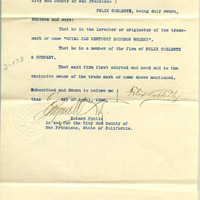 City and County of San Francisco )
FELIX COBLENTZ, being duly sworn,
deposes and says:
That he is the inventor or originator of the trade-
mark or name "ROYAL OLD KENTUCKY BOURBON WHISKEY".
That he is a member of the firm of FELIX COBLENTZ
& COMPANY.
That said firm first adopted and used and is the
exclusive owner of the trade mark or name above mentioned.
Subscribed and Sworn to before me )
this day of April,
Felix Coblentz
Notary Public
in and for the City and County of
San Francisco, State of California.